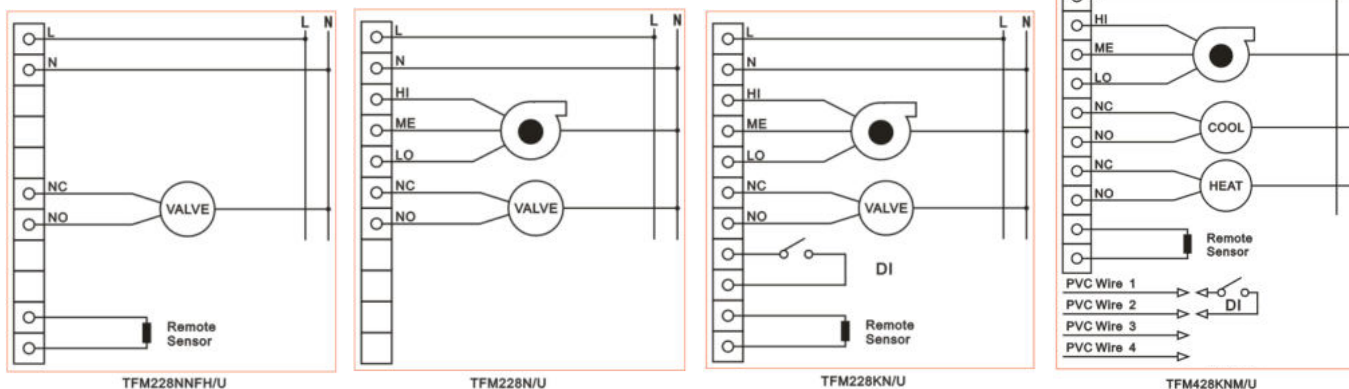 L N
L
N
NC
NO
VALVE
Remote
Sensor
TFM228NNFH/U
L N
L
N
HI
ME
LO
NC
NO
VALVE
TFM228N/U
L N
L
N
HI
ME
LO
NC
NO
VALVE
DI
Remote
Sensor
TFM228KN/U
HI
ME
LO
NC
NO
COOL
NC
NO
HEAT
Remote
Sensor
PVC Wire 1
PVC Wire 2
DI
PVC Wire 3
PVC Wire 4
TFM428KNM/U